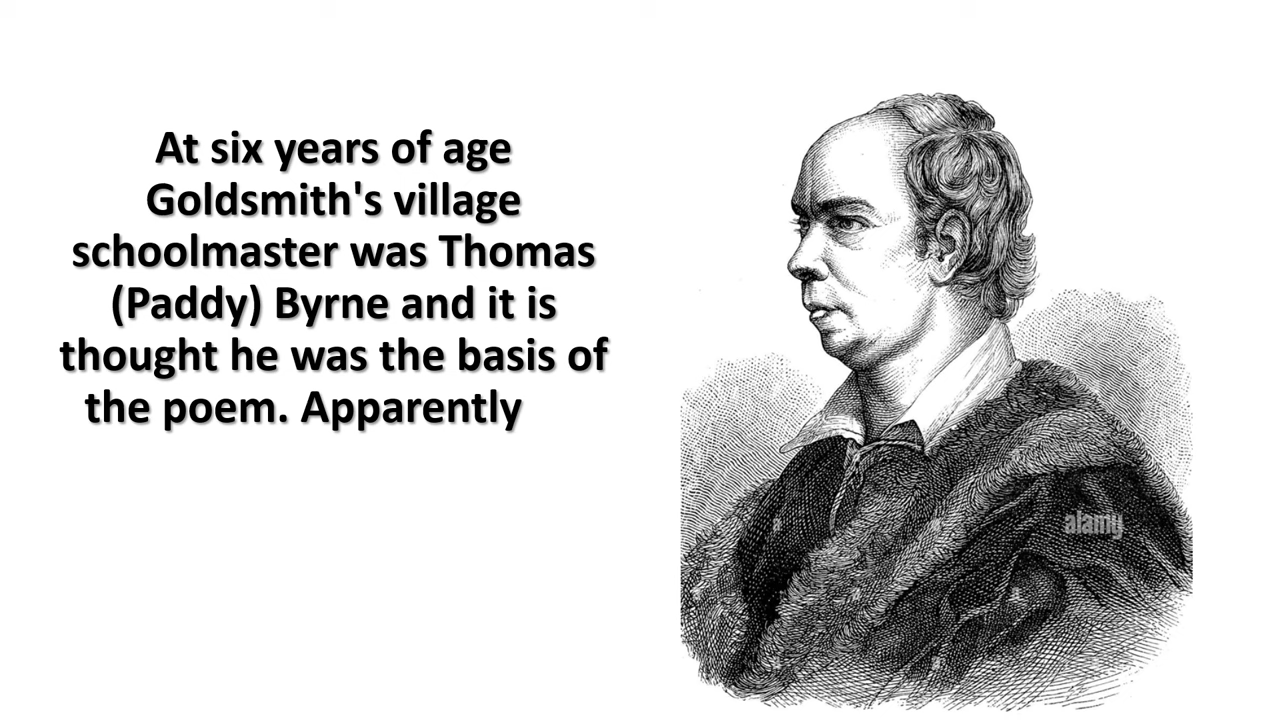 At six years of age
Goldsmith's village
schoolmaster was Thomas
(Paddy) Byrne and it is
thought he was the basis of
the poem. Apparently
alamy